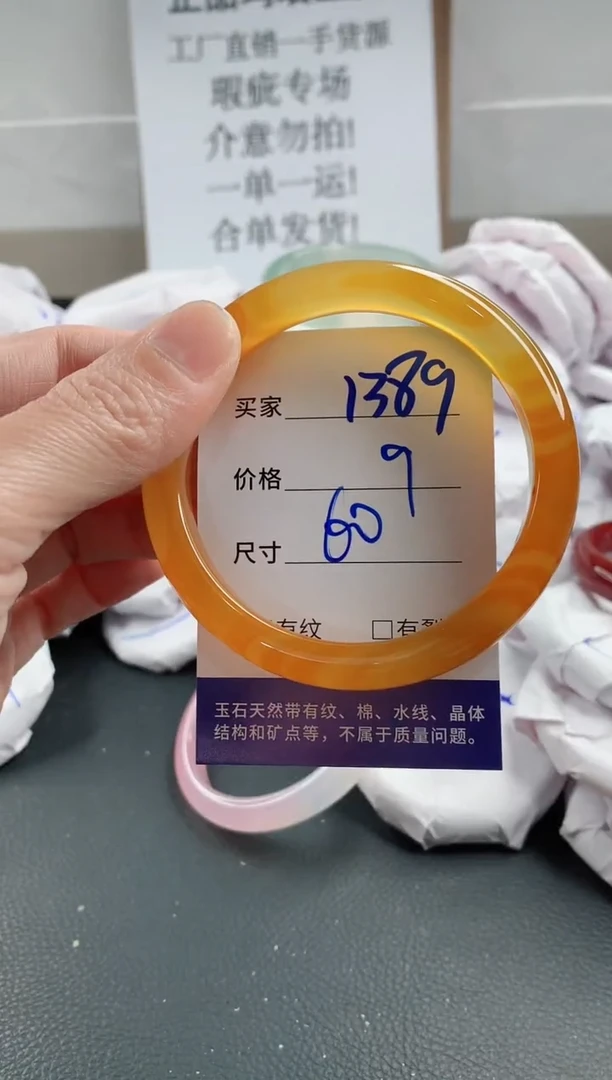 工厂直销一手货源
瑕疵专场
介意勿拍!
一单一运!
合单发货!
买家 1389
价格 9
尺寸 60
有纹 □有裂
玉石天然带有纹、棉、水线、晶体
结构和矿点等，不属于质量问题。